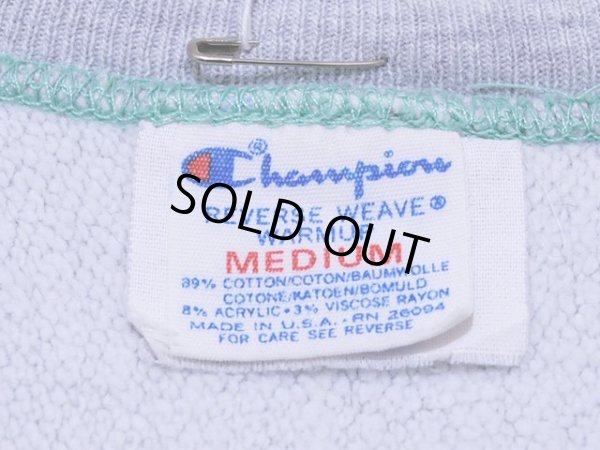 Champion®
REVERSE WEAVE®
SOLD OUT
WARMUP
MEDIUM
89% COTTON/COTON/BAUMWOLLE
COTONE/KATOEN/BOMULD
8% ACRYLIC • 3% VISCOSE RAYON
MADE IN U.S.A. - RN 26094
FOR CARE SEE REVERSE